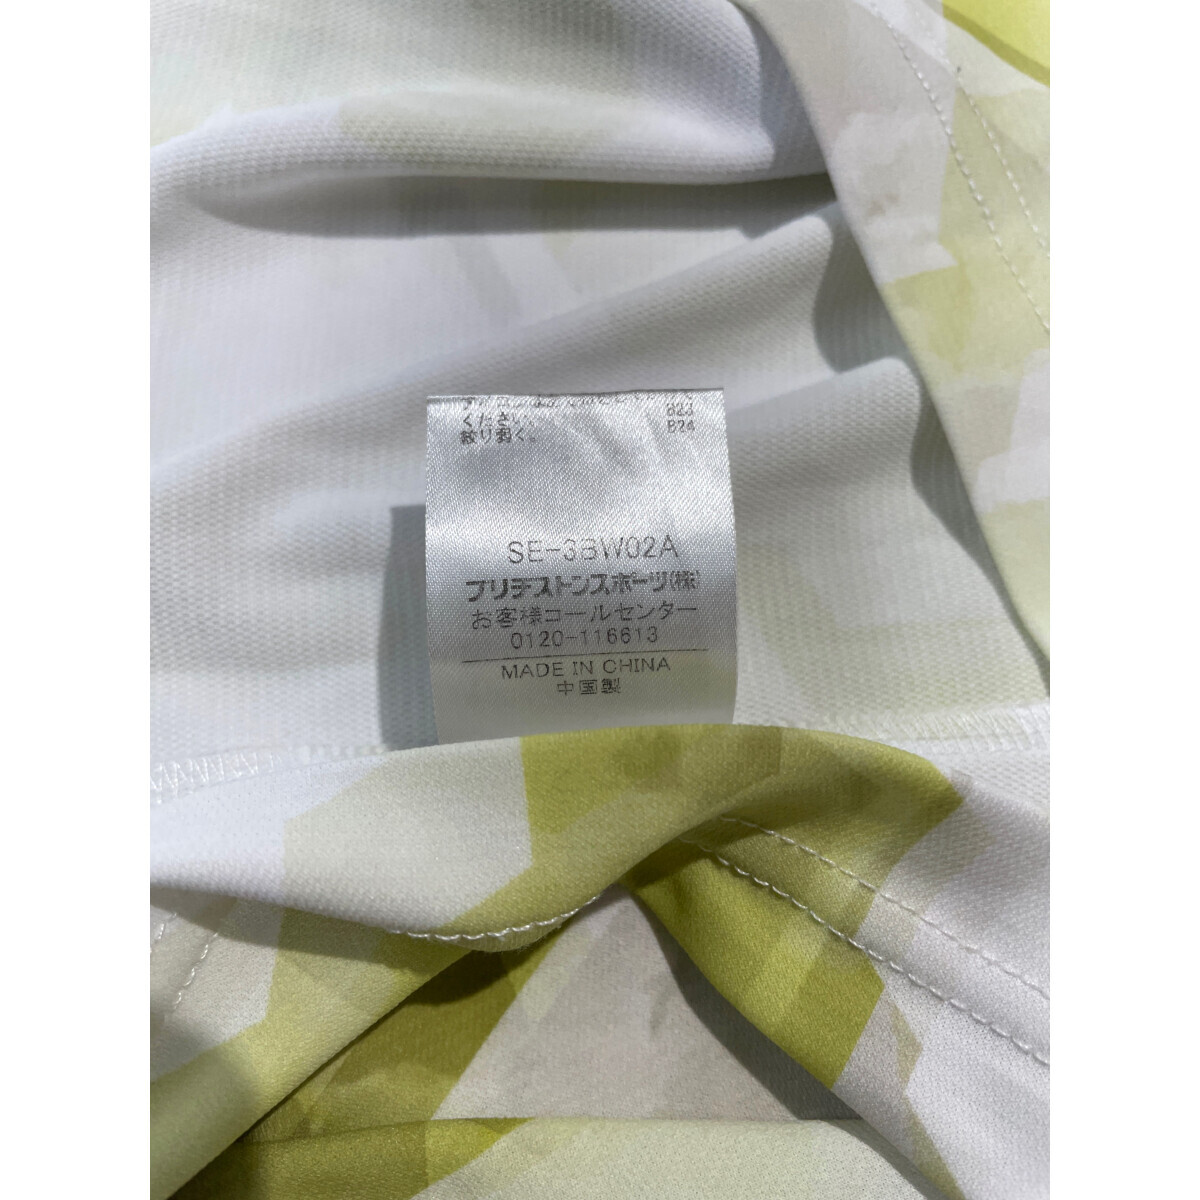 ください。
絞り弱く。
B23
B24
SE-3BW02A
ブリヂストンスポーツ(株)
お客様コールセンター
0120-116613
MADE IN CHINA
中国製